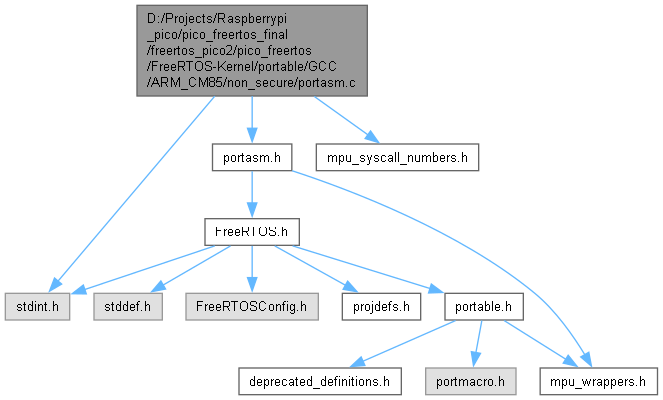 D:/Projects/Raspberrypi
_pico/pico_freertos_final
/freertos_pico2/pico_freertos
/FreeRTOS-Kernel/portable/GCC
/ARM_CM85/non_secure/portasm.c
portasm.h
mpu_syscall_numbers.h
FreeRTOS.h
stdint.h
stddef.h
FreeRTOSConfig.h
projdefs.h
portable.h
deprecated_definitions.h
portmacro.h
mpu_wrappers.h